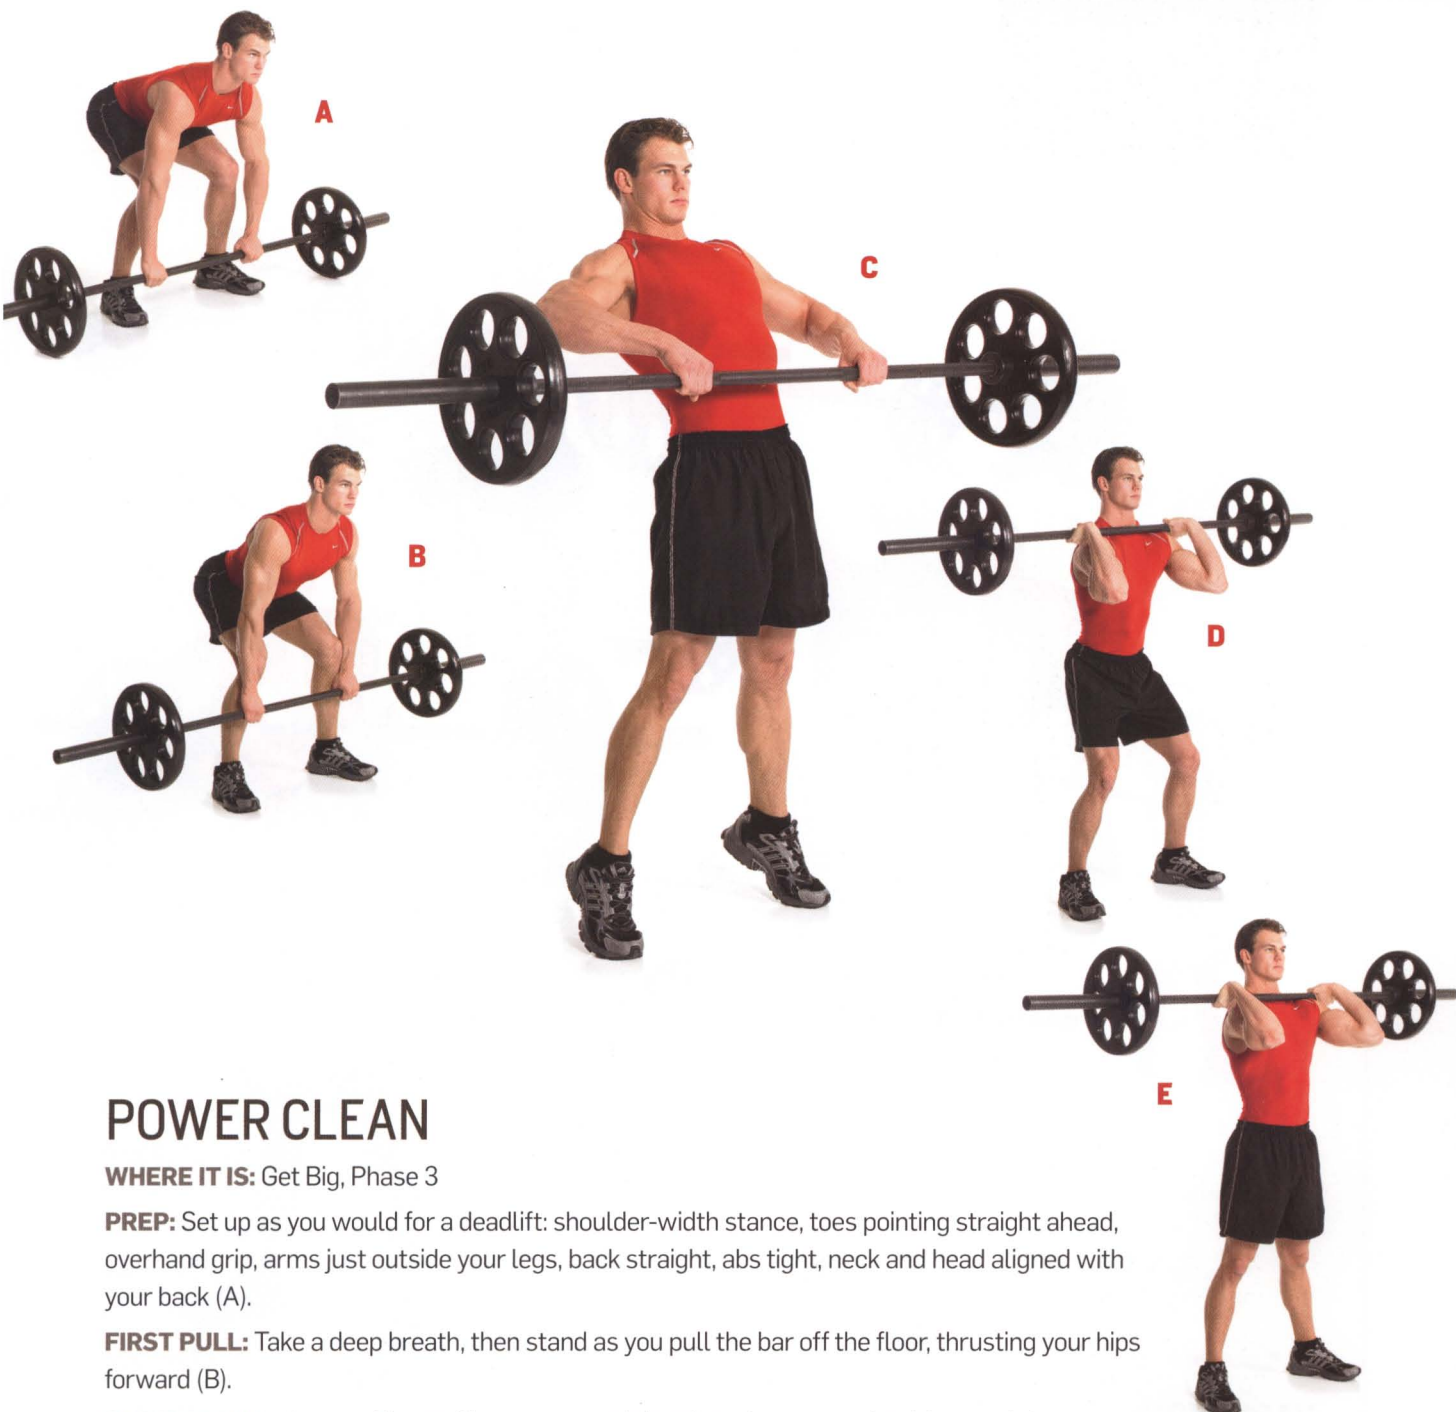 A
C
B
D
E
POWER CLEAN
WHERE IT IS: Get Big, Phase 3
PREP: Set up as you would for a deadlift: shoulder-width stance, toes pointing straight ahead,
overhand grip, arms just outside your legs, back straight, abs tight, neck and head aligned with
your back (A).
FIRST PULL: Take a deep breath, then stand as you pull the bar off the floor, thrusting your hips
forward (B).